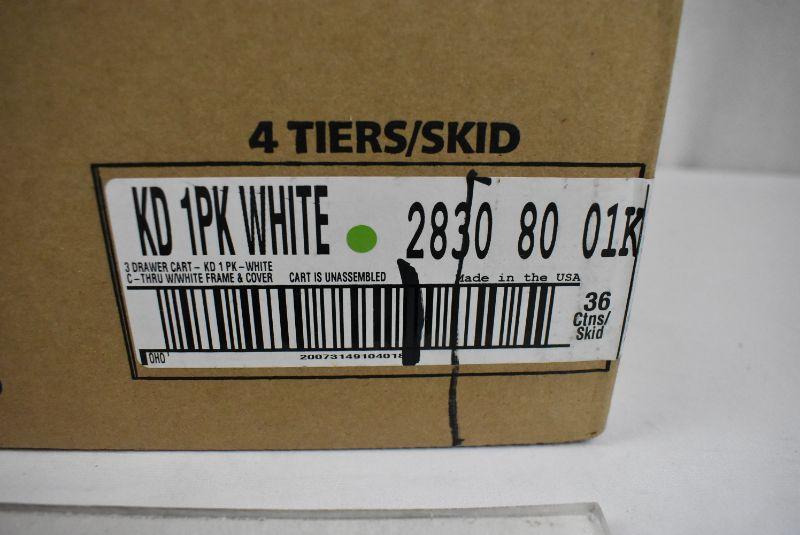 4 TIERS/SKID
KD 1PK WHITE 2830 80 01K
3 DRAWER CART - KD 1 PK - WHITE
C-THRU W/WHITE FRAME & COVER CART IS UNASSEMBLED Made in the USA
36
Ctns/
Skid
OHO'
2007314910401